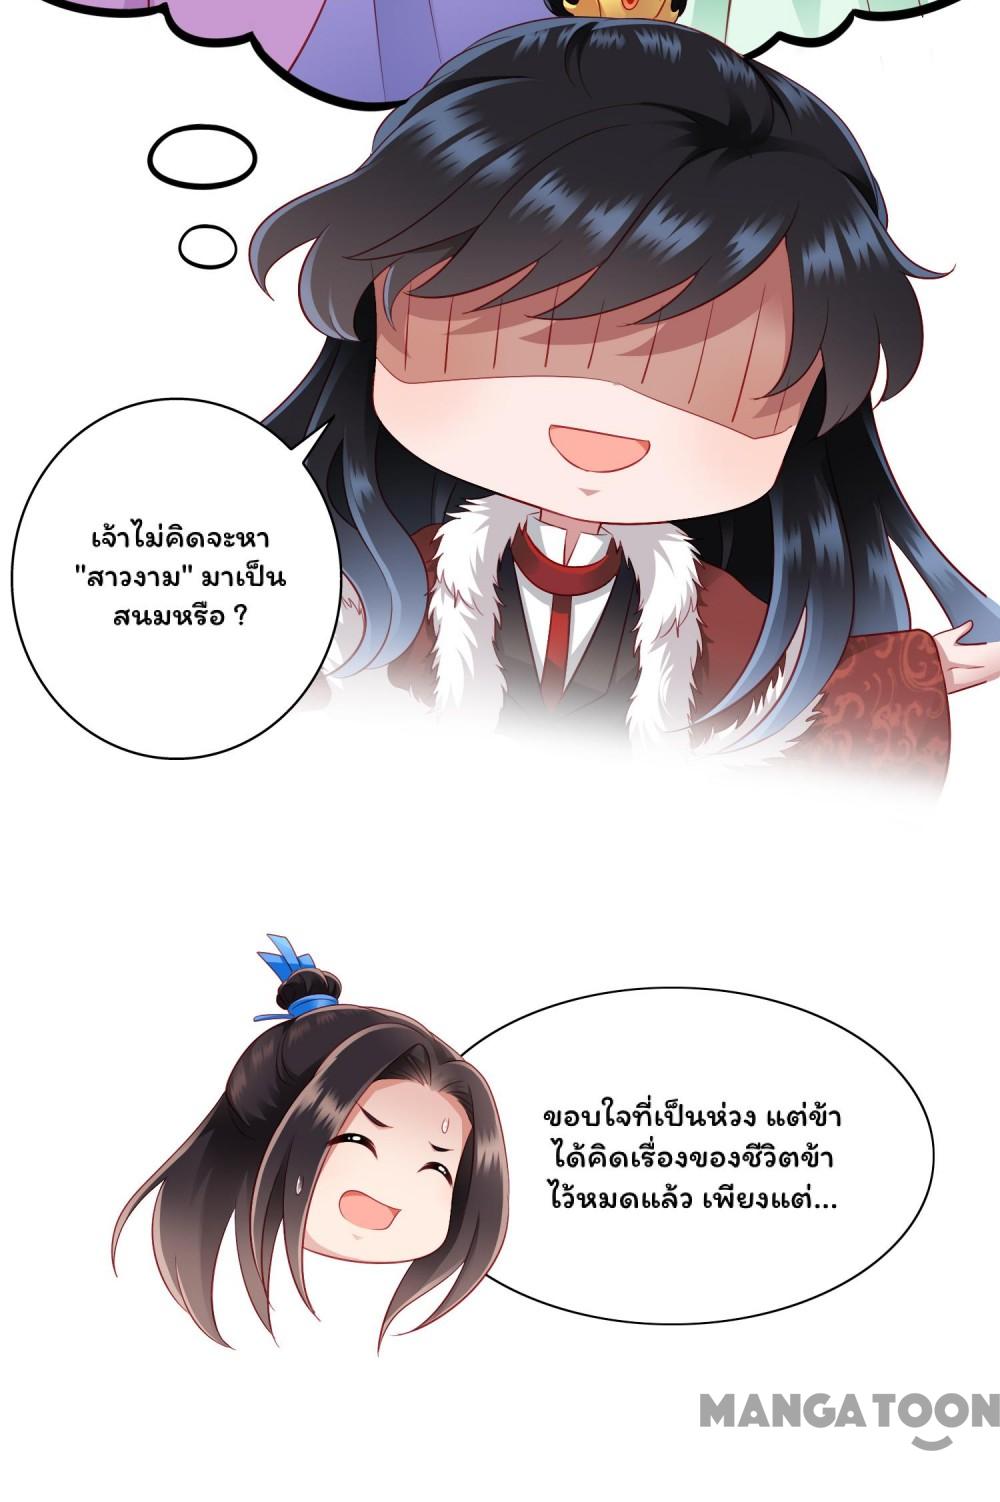 เจ้าไม่คิดจะหา
"สาวงาม" มาเป็น
สนมหรือ ?
ขอบใจที่เป็นห่วง แต่ข้า
ได้คิดเรื่องของชีวิตข้า
ไว้หมดแล้ว เพียงแต่...
MANGATOON